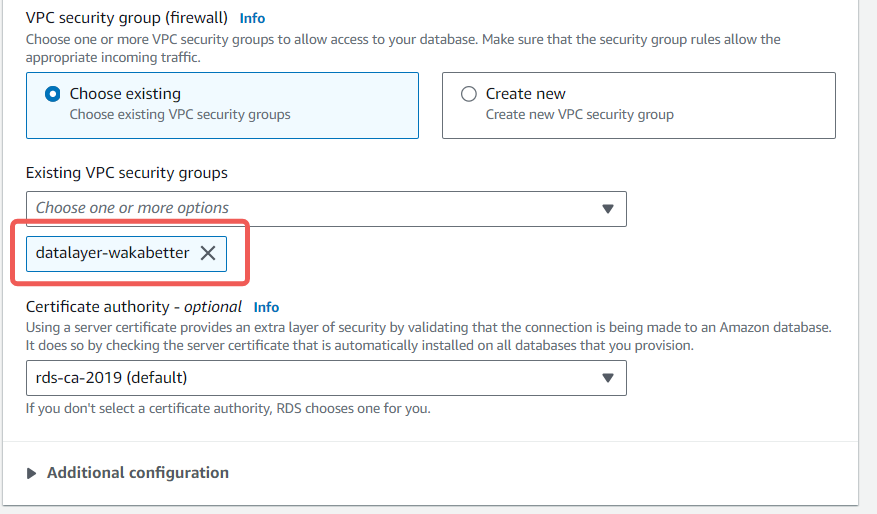 VPC security group (firewall) Info
Choose one or more VPC security groups to allow access to your database. Make sure that the security group rules allow the
appropriate incoming traffic.
Choose existing
Choose existing VPC security groups
Create new
Create new VPC security group
Existing VPC security groups
Choose one or more options
datalayer-wakabetter
Certificate authority - optional Info
Using a server certificate provides an extra layer of security by validating that the connection is being made to an Amazon database.
It does so by checking the server certificate that is automatically installed on all databases that you provision.
rds-ca-2019 (default)
If you don't select a certificate authority, RDS chooses one for you.
Additional configuration